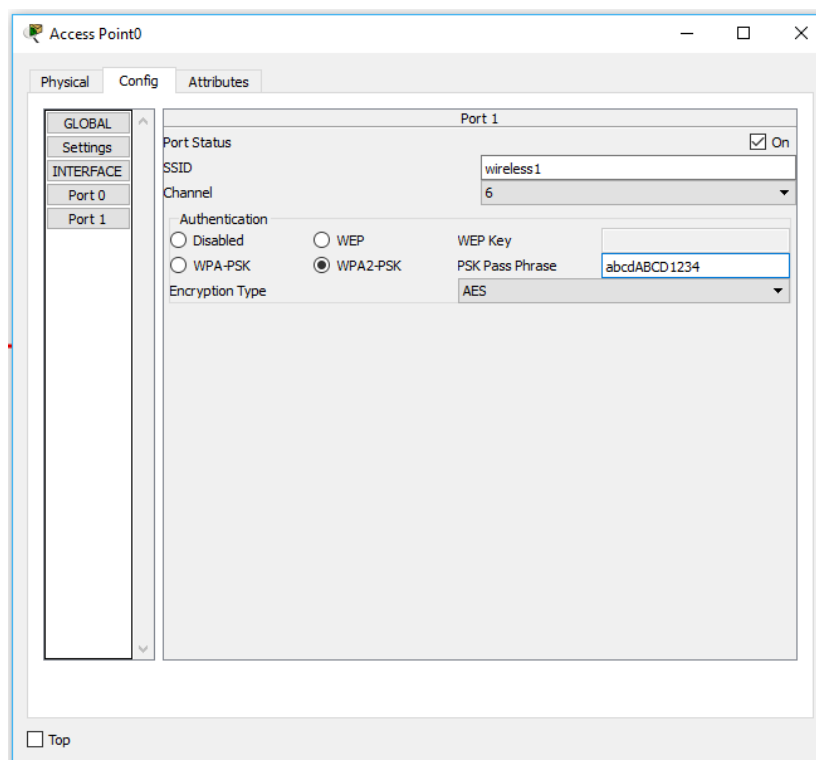 Access Point0
Physical Config Attributes
GLOBAL
Settings
INTERFACE
Port 0
Port 1
Port 1
Port Status On
SSID wireless1
Channel 6
Authentication
Disabled WEP WEP Key
WPA-PSK WPA2-PSK PSK Pass Phrase abcdABCD1234
Encryption Type AES
Top